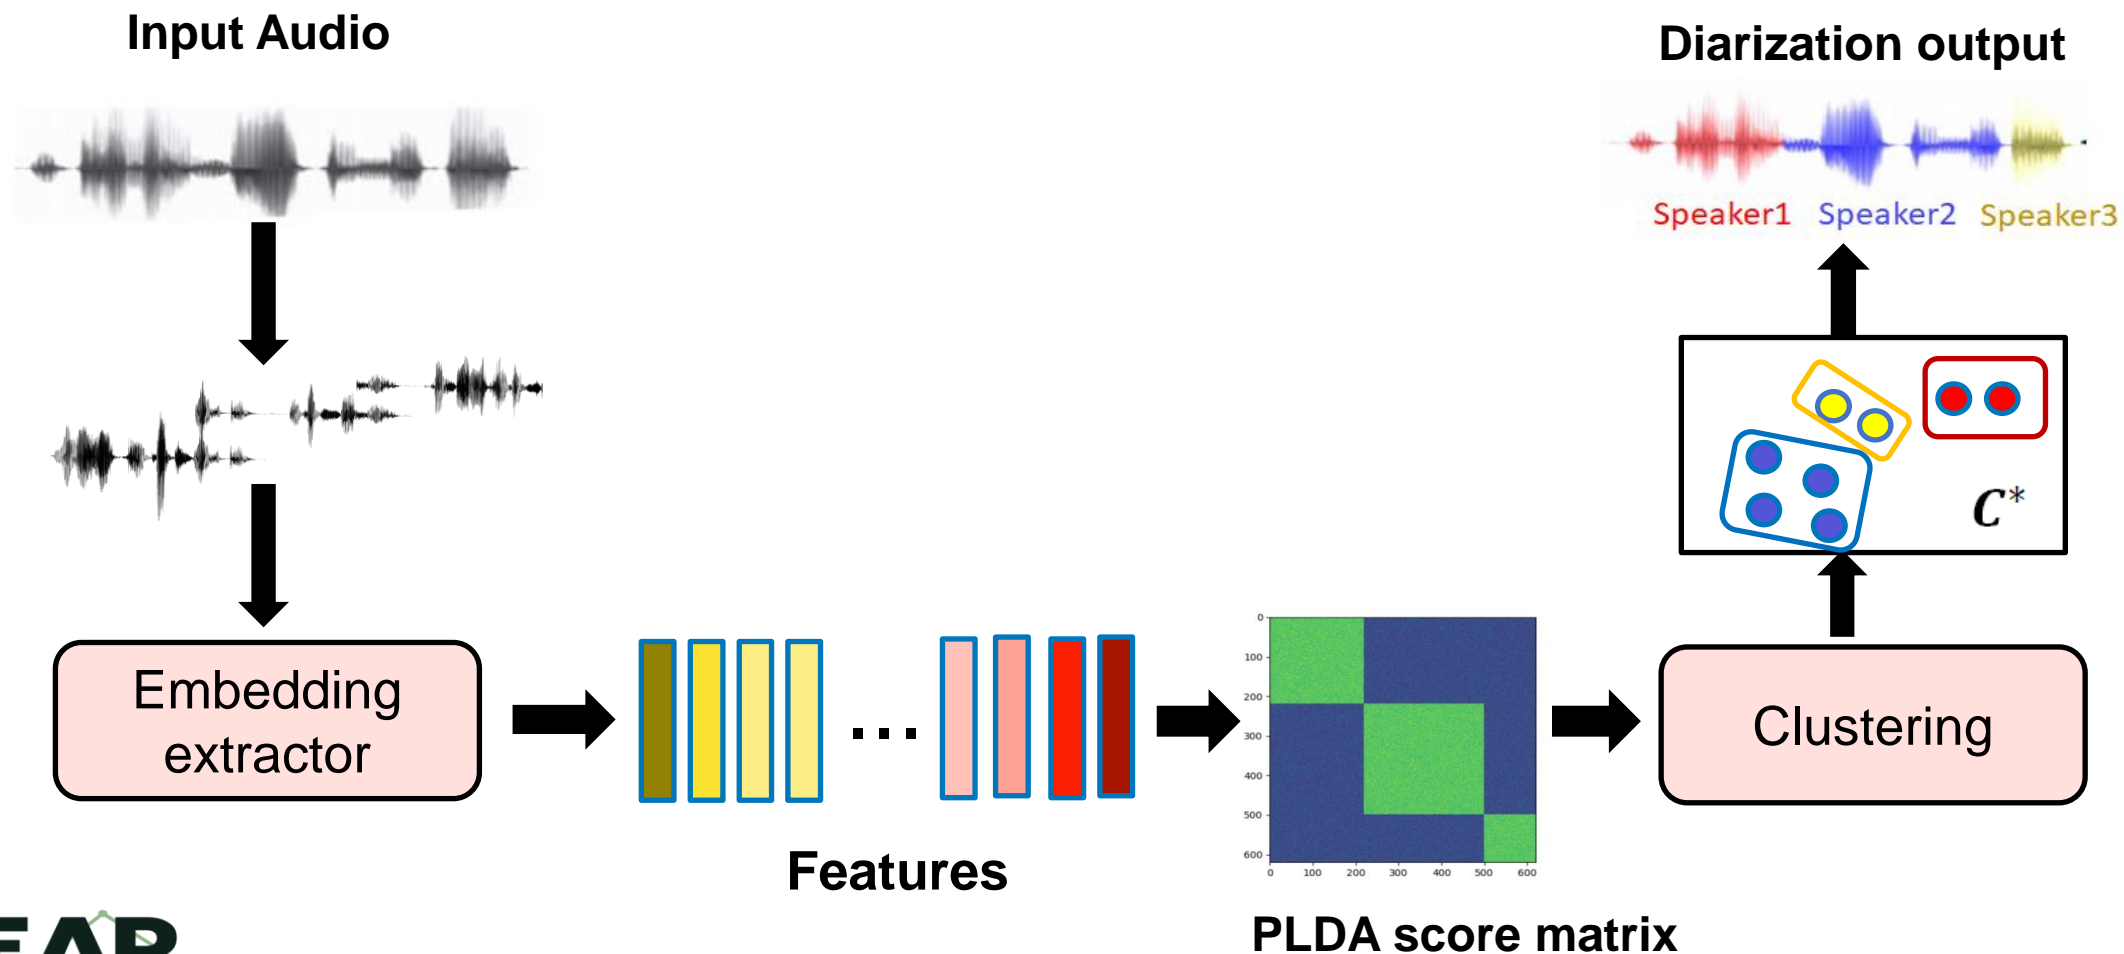 Input Audio
Diarization output
Speaker1 Speaker2 Speaker3
C*
Embedding
extractor
...
Clustering
Features
0
100
200
300
400
500
600
0 100 200 300 400 500 600
PLDA score matrix